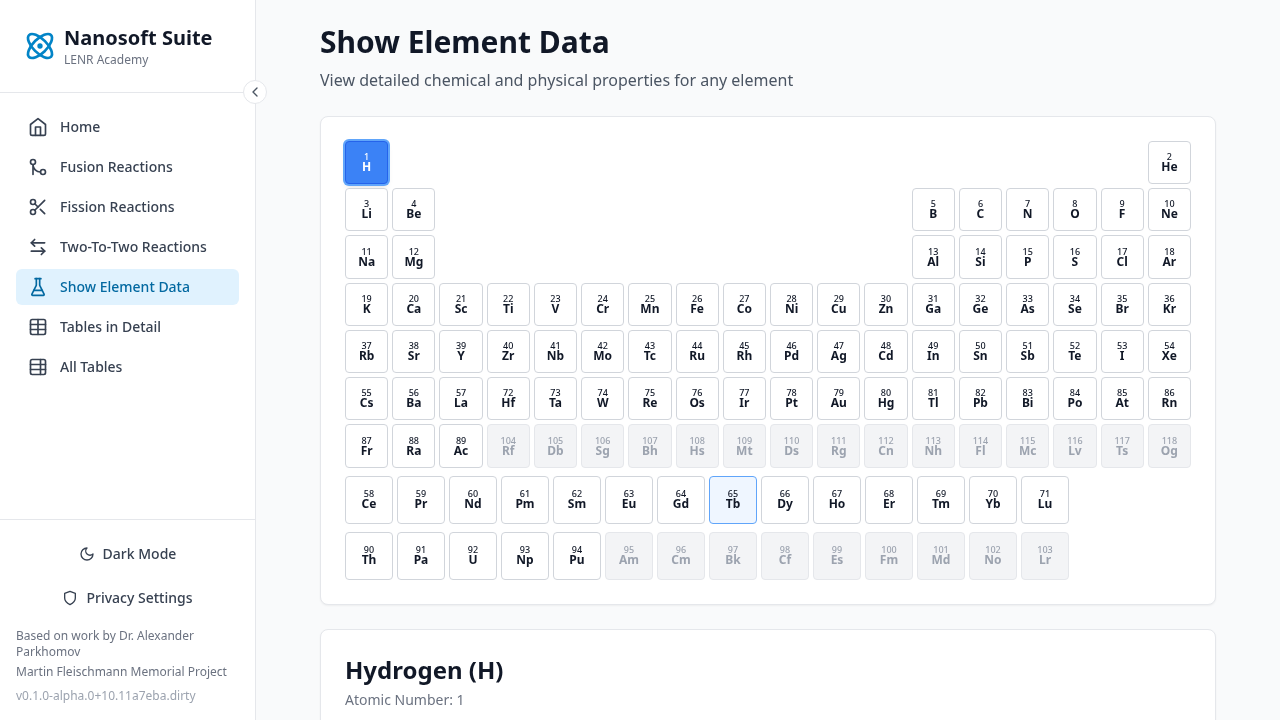 Nanosoft Suite
LENR Academy
Home
Fusion Reactions
Fission Reactions
Two-To-Two Reactions
Show Element Data
Tables in Detail
All Tables
Dark Mode
Privacy Settings
Based on work by Dr. Alexander
Parkhomov
Martin Fleischmann Memorial Project
v0.1.0-alpha.0+10.11a7eba.dirty
Show Element Data
View detailed chemical and physical properties for any element
1 2
H He
3 4 5 6 7 8 9 10
Li Be B C N O F Ne
11 12 13 14 15 16 17 18
Na Mg Al Si P S Cl Ar
19 20 21 22 23 24 25 26 27 28 29 30 31 32 33 34 35 36
K Ca Sc Ti V Cr Mn Fe Co Ni Cu Zn Ga Ge As Se Br Kr
37 38 39 40 41 42 43 44 45 46 47 48 49 50 51 52 53 54
Rb Sr Y Zr Nb Mo Tc Ru Rh Pd Ag Cd In Sn Sb Te I Xe
55 56 57 72 73 74 75 76 77 78 79 80 81 82 83 84 85 86
Cs Ba La Hf Ta W Re Os Ir Pt Au Hg Tl Pb Bi Po At Rn
87 88 89 104 105 106 107 108 109 110 111 112 113 114 115 116 117 118
Fr Ra Ac Rf Db Sg Bh Hs Mt Ds Rg Cn Nh Fl Mc Lv Ts Og
58 59 60 61 62 63 64 65 66 67 68 69 70 71
Ce Pr Nd Pm Sm Eu Gd Tb Dy Ho Er Tm Yb Lu
90 91 92 93 94 95 96 97 98 99 100 101 102 103
Th Pa U Np Pu Am Cm Bk Cf Es Fm Md No Lr
Hydrogen (H)
Atomic Number: 1